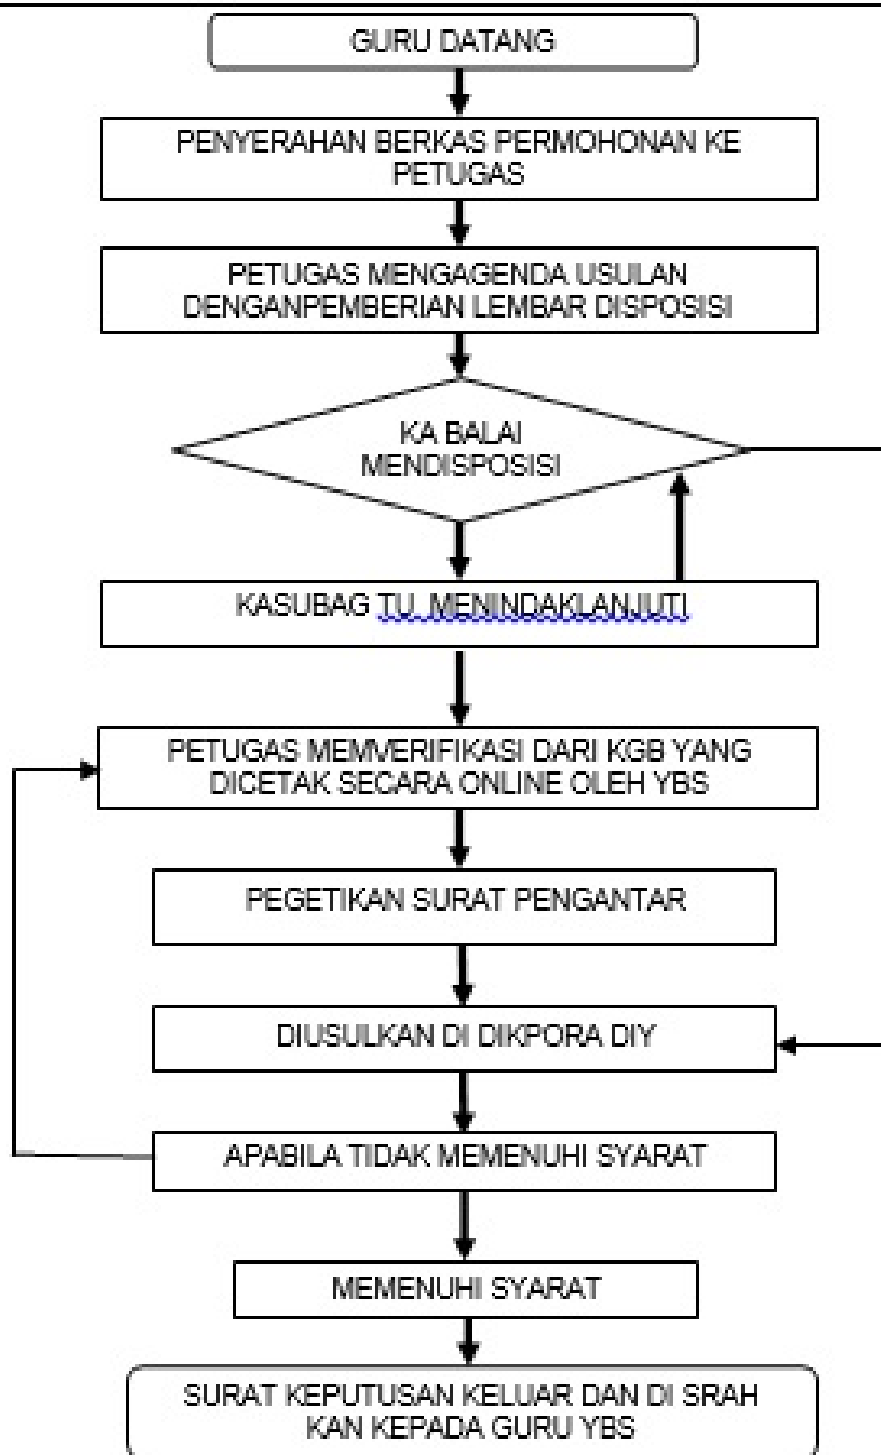 GURU DATANG
PENYERAHAN BERKAS PERMOHONAN KE
PETUGAS
PETUGAS MENGAGENDA USULAN
DENGANPEMBERIAN LEMBAR DISPOSISI
KA BALAI
MENDISPOSISI
KASUBAG TU MENINDAKLANJUTI
PETUGAS MEMVERIFIKASI DARI KGB YANG
DICETAK SECARA ONLINE OLEH YBS
PEGETIKAN SURAT PENGANTAR
DIUSULKAN DI DIKPORA DIY
APABILA TIDAK MEMENUHI SYARAT
MEMENUHI SYARAT
SURAT KEPUTUSAN KELUAR DAN DI SRAH
KAN KEPADA GURU YBS